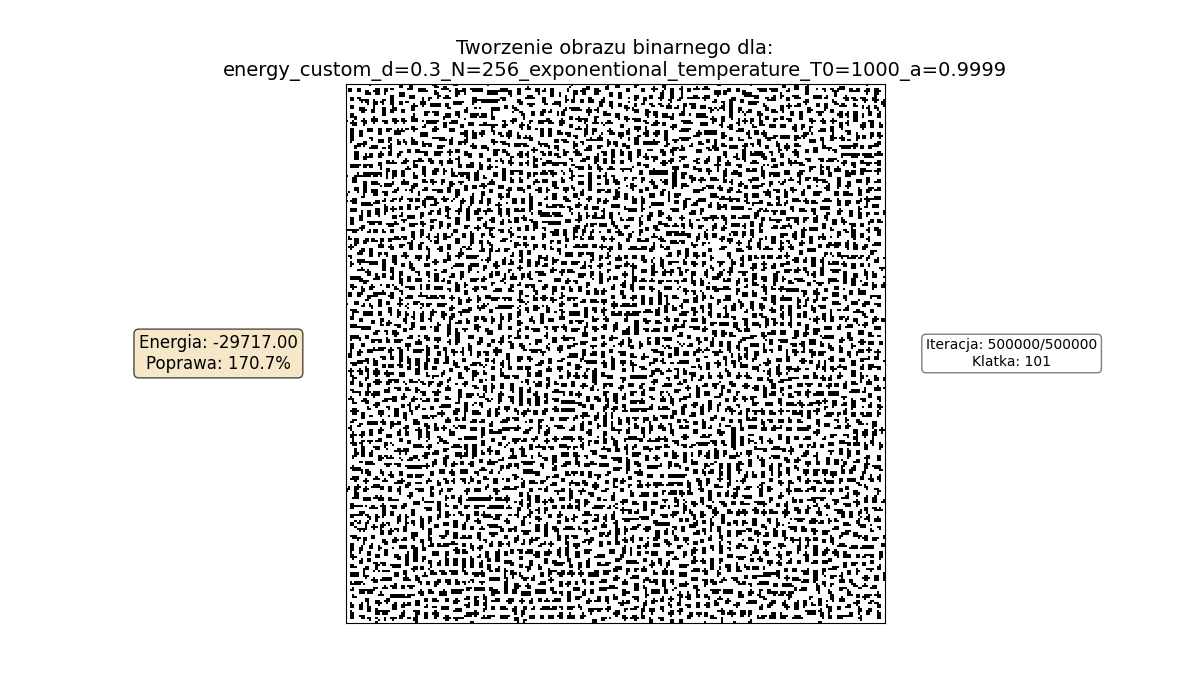 Tworzenie obrazu binarnego dla:
energy_custom_d=0.3_N=256_exponentional_temperature_T0=1000_a=0.9999
Energia: -29717.00
Poprawa: 170.7%
Iteracja: 500000/500000
Klatka: 101